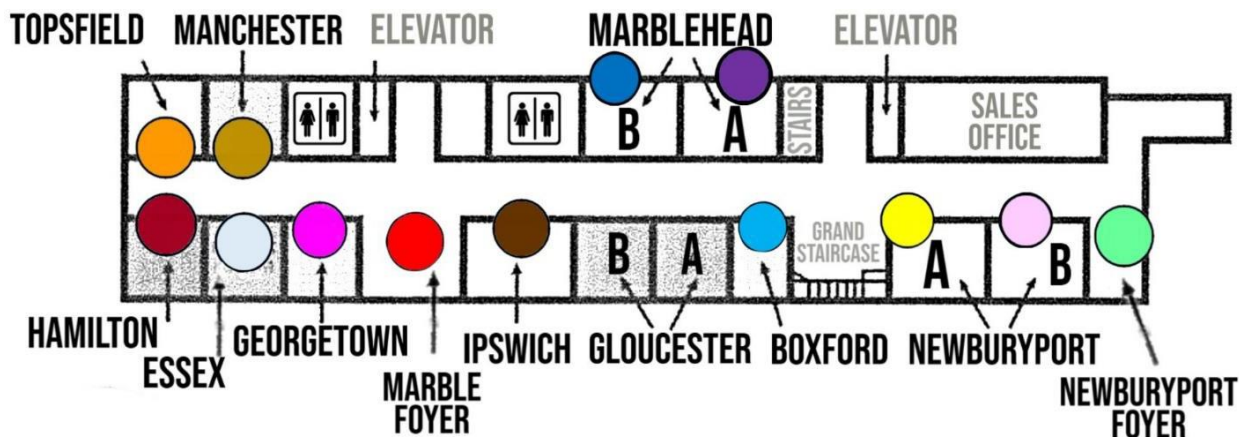 TOPSFIELD MANCHESTER ELEVATOR MARBLEHEAD ELEVATOR
B A STAIRS SALES
OFFICE
B A GRAND
STAIRCASE A B
HAMILTON
ESSEX
GEORGETOWN
MARBLE
FOYER
IPSWICH GLOUCESTER BOXFORD NEWBURYPORT
NEWBURYPORT
FOYER